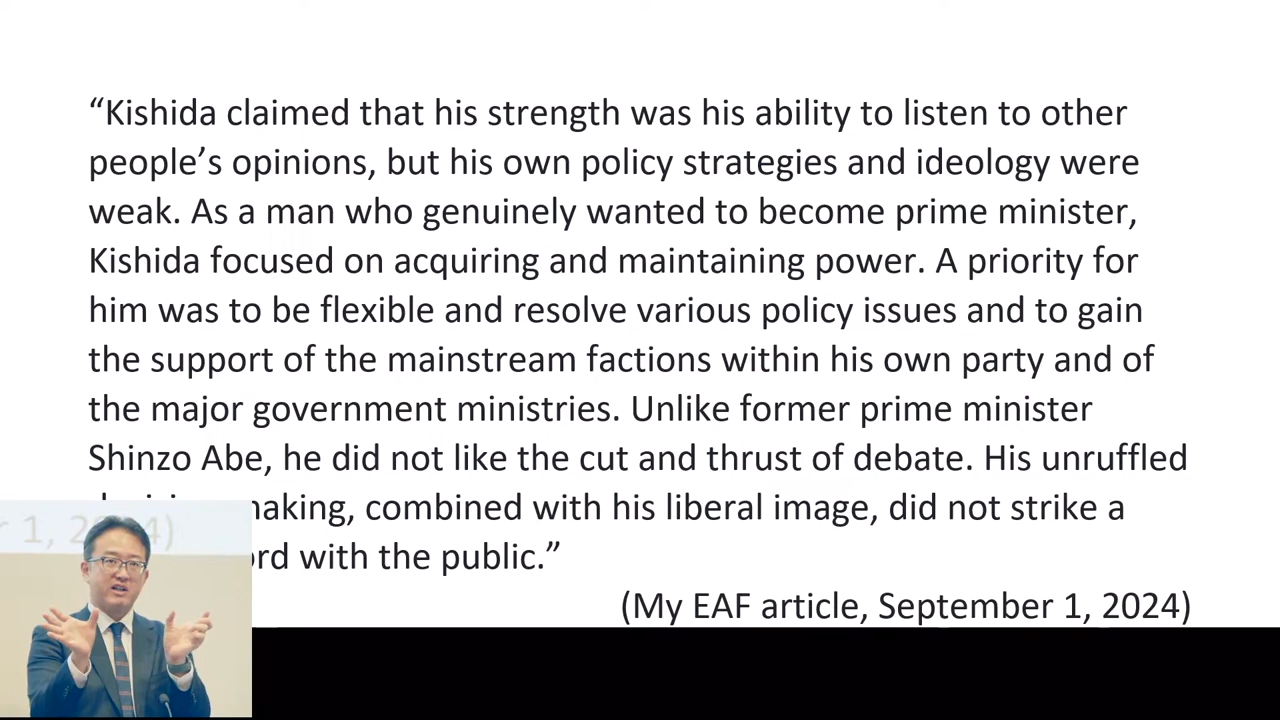 “Kishida claimed that his strength was his ability to listen to other
people’s opinions, but his own policy strategies and ideology were
weak. As a man who genuinely wanted to become prime minister,
Kishida focused on acquiring and maintaining power. A priority for
him was to be flexible and resolve various policy issues and to gain
the support of the mainstream factions within his own party and of
the major government ministries. Unlike former prime minister
Shinzo Abe, he did not like the cut and thrust of debate. His unruffled
making, combined with his liberal image, did not strike a
with the public.”
(My EAF article, September 1, 2024)